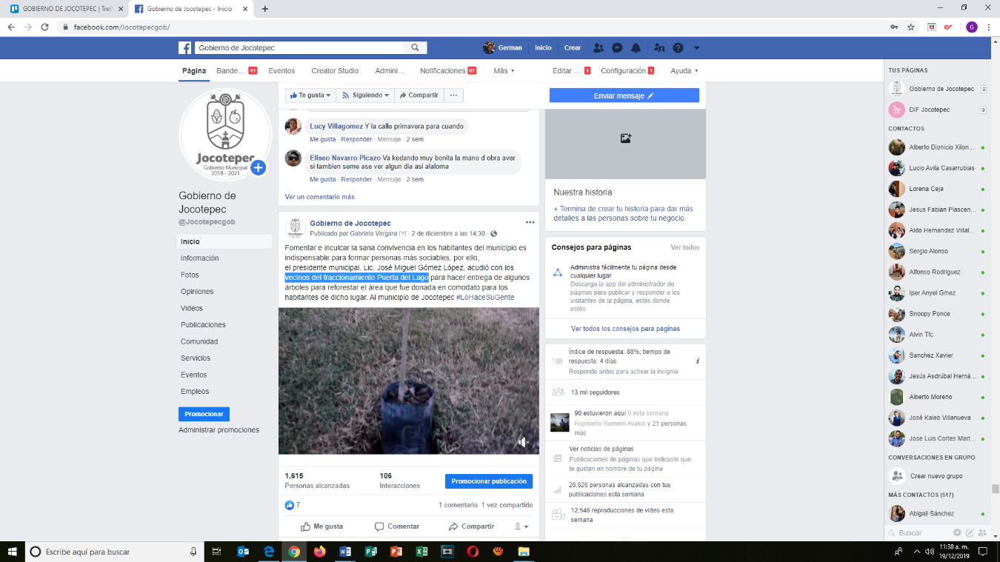 GOBIERNO DE JOCOTEPEC | Trell
Gobierno de Jocotepec - Inicio
facebook.com/Jocotepecgob/
G
Gobierno de Jocotepec
German
Inicio
Crear
Página
Bande... 41
Eventos
Creator Studio
Admini...
Notificaciones 97
Más
Editar ... 1
Configuración 1
Ayuda
Jocotepec
Gobierno Municipal
2018 - 2021
Gobierno de
Jocotepec
@Jocotepecgob
Inicio
Información
Fotos
Opiniones
Videos
Publicaciones
Comunidad
Servicios
Eventos
Empleos
Promocionar
Administrar promociones
Te gusta
Siguiendo
Compartir
...
Enviar mensaje
Lucy Villagomez Y la calle primavera para cuando
Me gusta · Responder · Mensaje · 2 sem
Eliseo Navarro Picazo Va kedando muy bonita la mano d obra aver
si tambien seme ase ver algun dia asi alaloma
Me gusta · Responder · Mensaje · 2 sem
Ver un comentario más
Gobierno de Jocotepec
Publicado por Gabriela Vergara [?] · 2 de diciembre a las 14:30 ·
Fomentar e inculcar la sana convivencia en los habitantes del municipio es
indispensable para formar personas más sociables, por ello,
el presidente municipal, Lic. José Miguel Gómez López, acudió con los
vecinos del fraccionamiento Puerta del Lago para hacer entrega de algunos
árboles para reforestar el área que fue donada en comodato para los
habitantes de dicho lugar. Al municipio de Jocotepec #LoHaceSuGente
1,615
Personas alcanzadas
106
Interacciones
Promocionar publicación
7
1 comentario 1 vez compartido
Me gusta
Comentar
Compartir
Nuestra historia
+ Termina de crear tu historia para dar más
detalles a las personas sobre tu negocio.
Consejos para páginas
Ver todos
Administra fácilmente tu página desde
cualquier lugar
Descarga la app del administrador de
páginas para publicar y responder a los
visitantes de la página, estés donde
estés.
Ver todos los consejos para páginas
Índice de respuesta: 88%; tiempo de
respuesta: 4 días
Responde antes para activar la insignia
13 mil seguidores
90 estuvieron aquí 0 esta semana
Rigoberto Romero Avalos y 21 personas
más
Ver noticias de páginas
Publicaciones de páginas que indicaste que
te gustan en nombre de tu página
26,626 personas alcanzadas con tus
publicaciones esta semana
12,546 reproducciones de video esta
semana
TUS PÁGINAS
Gobierno de Jocotepec 9
DIF Jocotepec 9
CONTACTOS
Alberto Dionicio Xilon...
Lucio Avila Casarrubias
Lorena Ceja
Jesus Fabian Plascen...
Aldo Hernandez Villal...
Sergio Alonso
Alfonso Rodriguez
Iper Anyel Gmez
Snoopy Ponce
Alvin Tfc
Sanchez Xavier
Jesús Asdrúbal Herná...
Alberto Moreno
José Kaleb Villanueva
Jose Luis Cortes Mart...
CONVERSACIONES EN GRUPO
Crear nuevo grupo
MÁS CONTACTOS (517)
Abigail Sánchez
Buscar
Escribe aquí para buscar
11:38 a. m.
19/12/2019